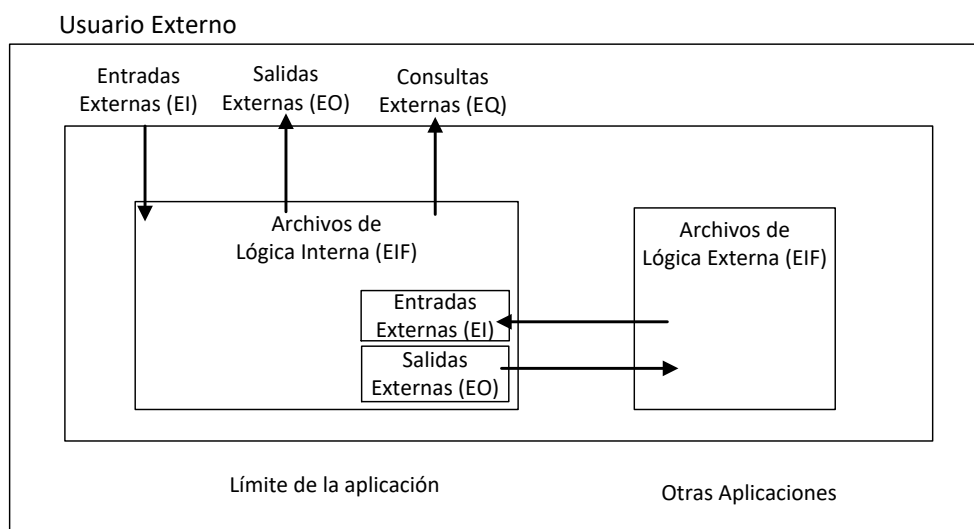 Usuario Externo
Entradas
Externas (EI)
Salidas
Externas (EO)
Consultas
Externas (EQ)
Archivos de
Lógica Interna (EIF)
Archivos de
Lógica Externa (EIF)
Entradas
Externas (EI)
Salidas
Externas (EO)
Límite de la aplicación
Otras Aplicaciones